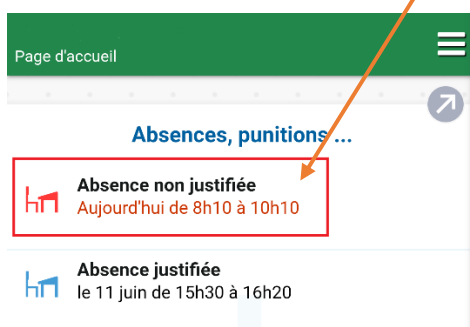 Page d'accueil
Absences, punitions ...
Absence non justifiée
Aujourd'hui de 8h10 à 10h10
Absence justifiée
le 11 juin de 15h30 à 16h20